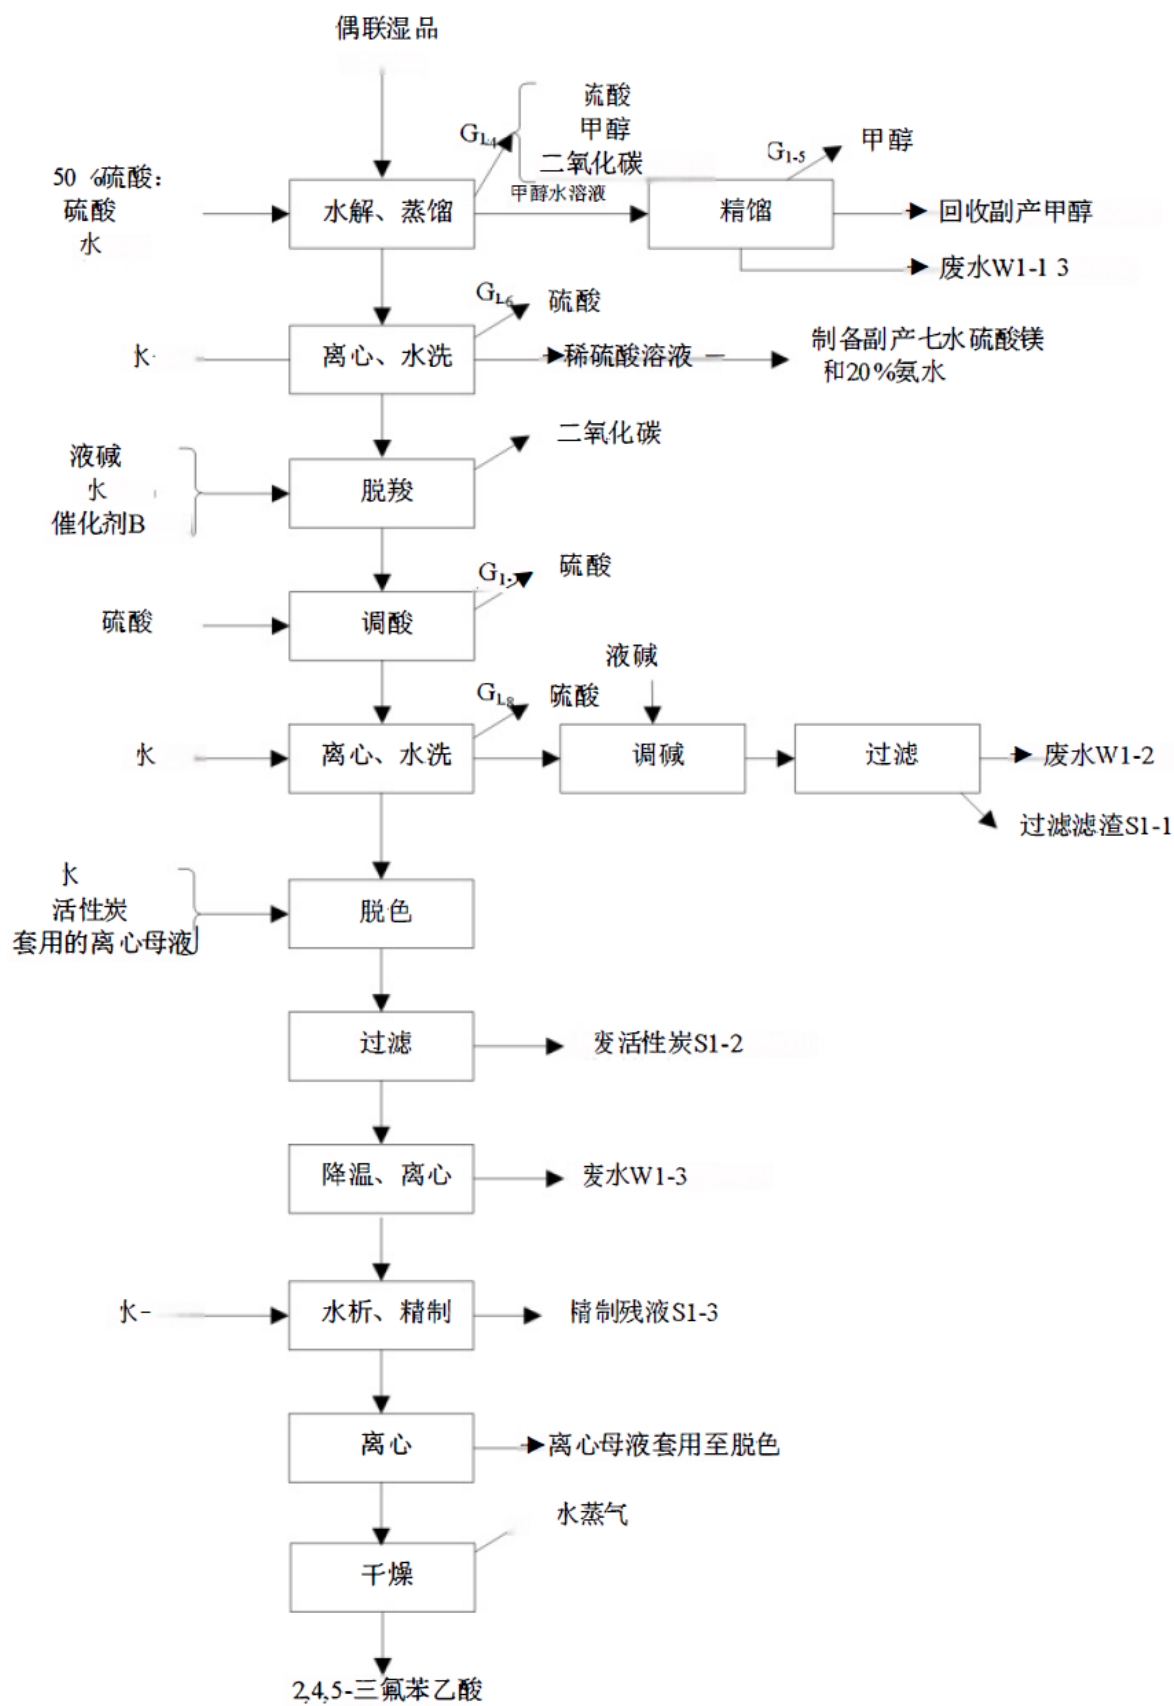 偶联湿品
硫酸
甲醇
二氧化碳
G1-4
G1-5
甲醇
50 %硫酸：
硫酸
水
水解、蒸馏
甲醇水溶液
精馏
回收副产甲醇
废水W1-1 3
G1-6
硫酸
水
离心、水洗
稀硫酸溶液
制备副产七水硫酸镁
和20%氨水
二氧化碳
液碱
水
催化剂B
脱羧
G1-
硫酸
硫酸
调酸
液碱
G1-8
硫酸
水
离心、水洗
调碱
过滤
废水W1-2
过滤滤渣S1-1
水
活性炭
套用的离心母液
脱色
过滤
废活性炭S1-2
降温、离心
废水W1-3
水
水析、精制
精制残液S1-3
离心
离心母液套用至脱色
水蒸气
干燥
2,4,5-三氟苯乙酸